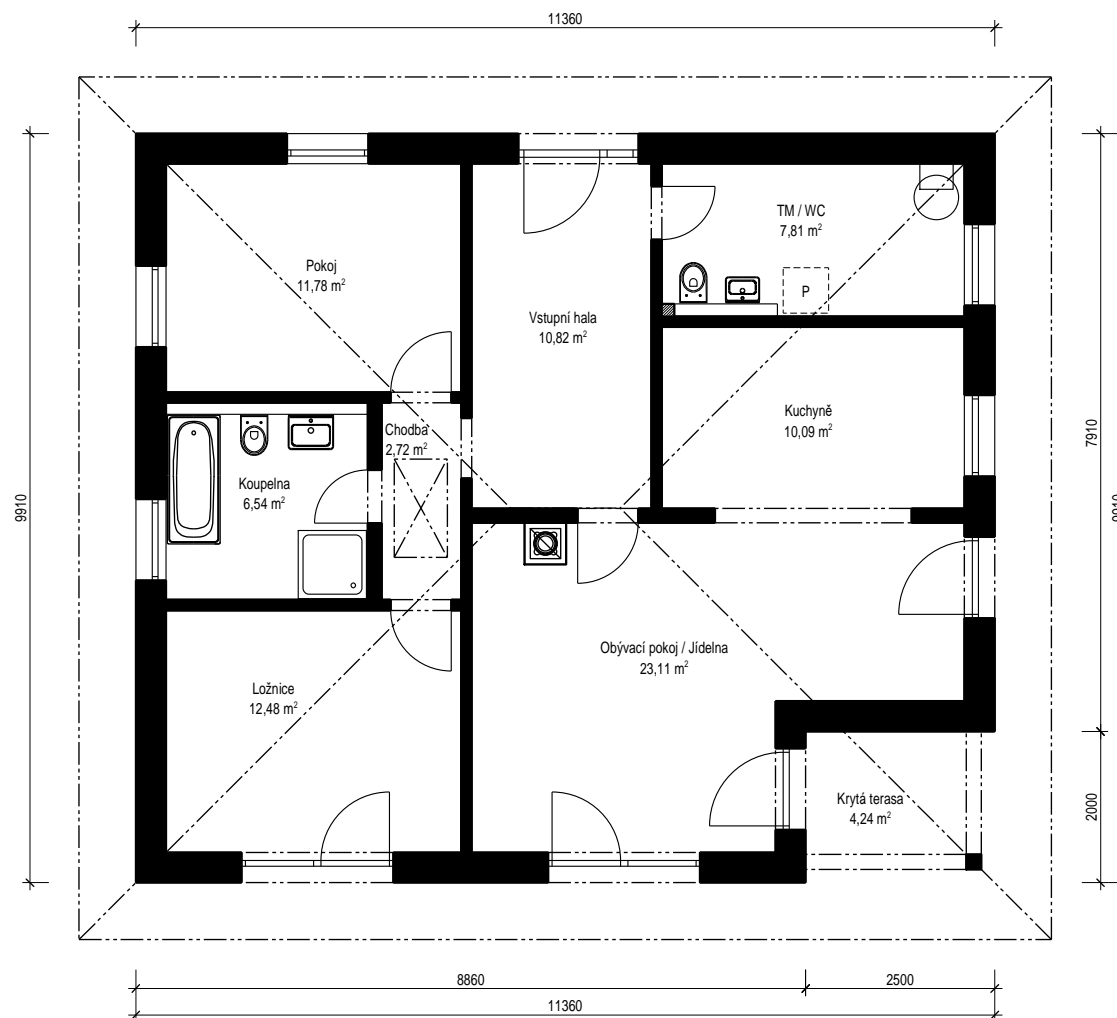 11360
TM / WC
7,81 m²
Pokoj
11,78 m²
P
Vstupní hala
10,82 m²
Kuchyně
10,09 m²
Chodba
2,72 m²
7910
Koupelna
6,54 m²
9910
9910
Obývací pokoj / Jídelna
23,11 m²
Ložnice
12,48 m²
Krytá terasa
4,24 m²
2000
8860
2500
11360